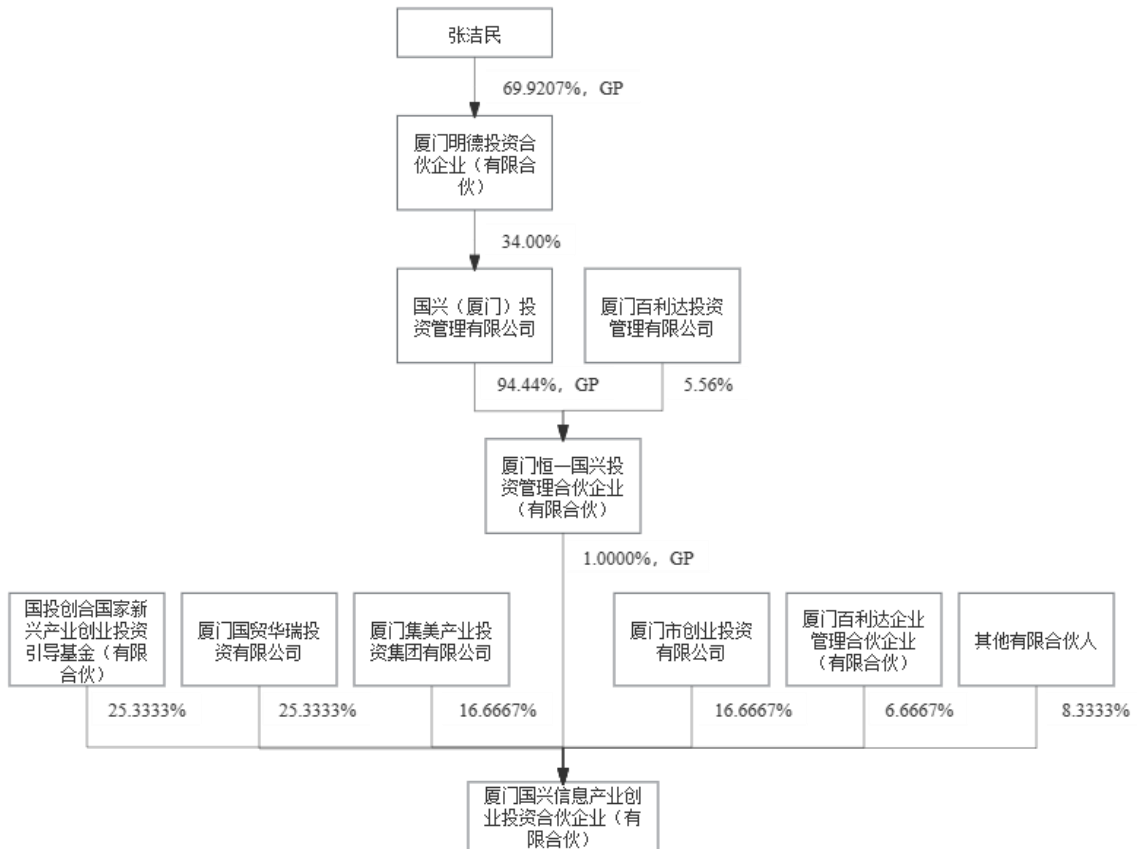 张洁民
69.9207%，GP
厦门明德投资合
伙企业（有限合
伙）
34.00%
国兴（厦门）投
资管理有限公司
厦门百利达投资
管理有限公司
94.44%，GP
5.56%
厦门恒一国兴投
资管理合伙企业
（有限合伙）
1.0000%，GP
国投创合国家新
兴产业创业投资
引导基金（有限
合伙）
厦门国贸华瑞投
资有限公司
厦门集美产业投
资集团有限公司
厦门市创业投资
有限公司
厦门百利达企业
管理合伙企业
（有限合伙）
其他有限合伙人
25.3333%
25.3333%
16.6667%
16.6667%
6.6667%
8.3333%
厦门国兴信息产业创
业投资合伙企业（有
限合伙）